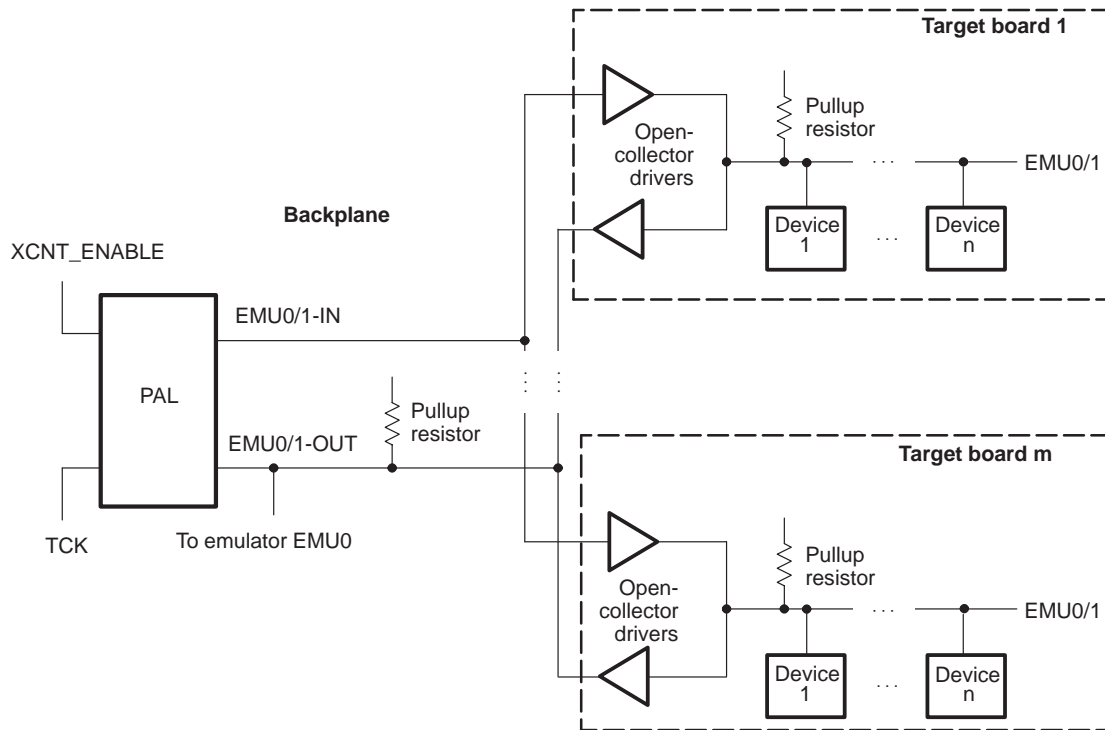 Target board 1
Pullup
resistor
Open-
collector
drivers
EMU0/1
Device
1
. . .
Device
n
. . .
Backplane
XCNT_ENABLE
EMU0/1-IN
PAL
Pullup
resistor
EMU0/1-OUT
TCK
To emulator EMU0
. . .
. . .
Target board m
Pullup
resistor
Open-
collector
drivers
EMU0/1
Device
1
. . .
Device
n
. . .